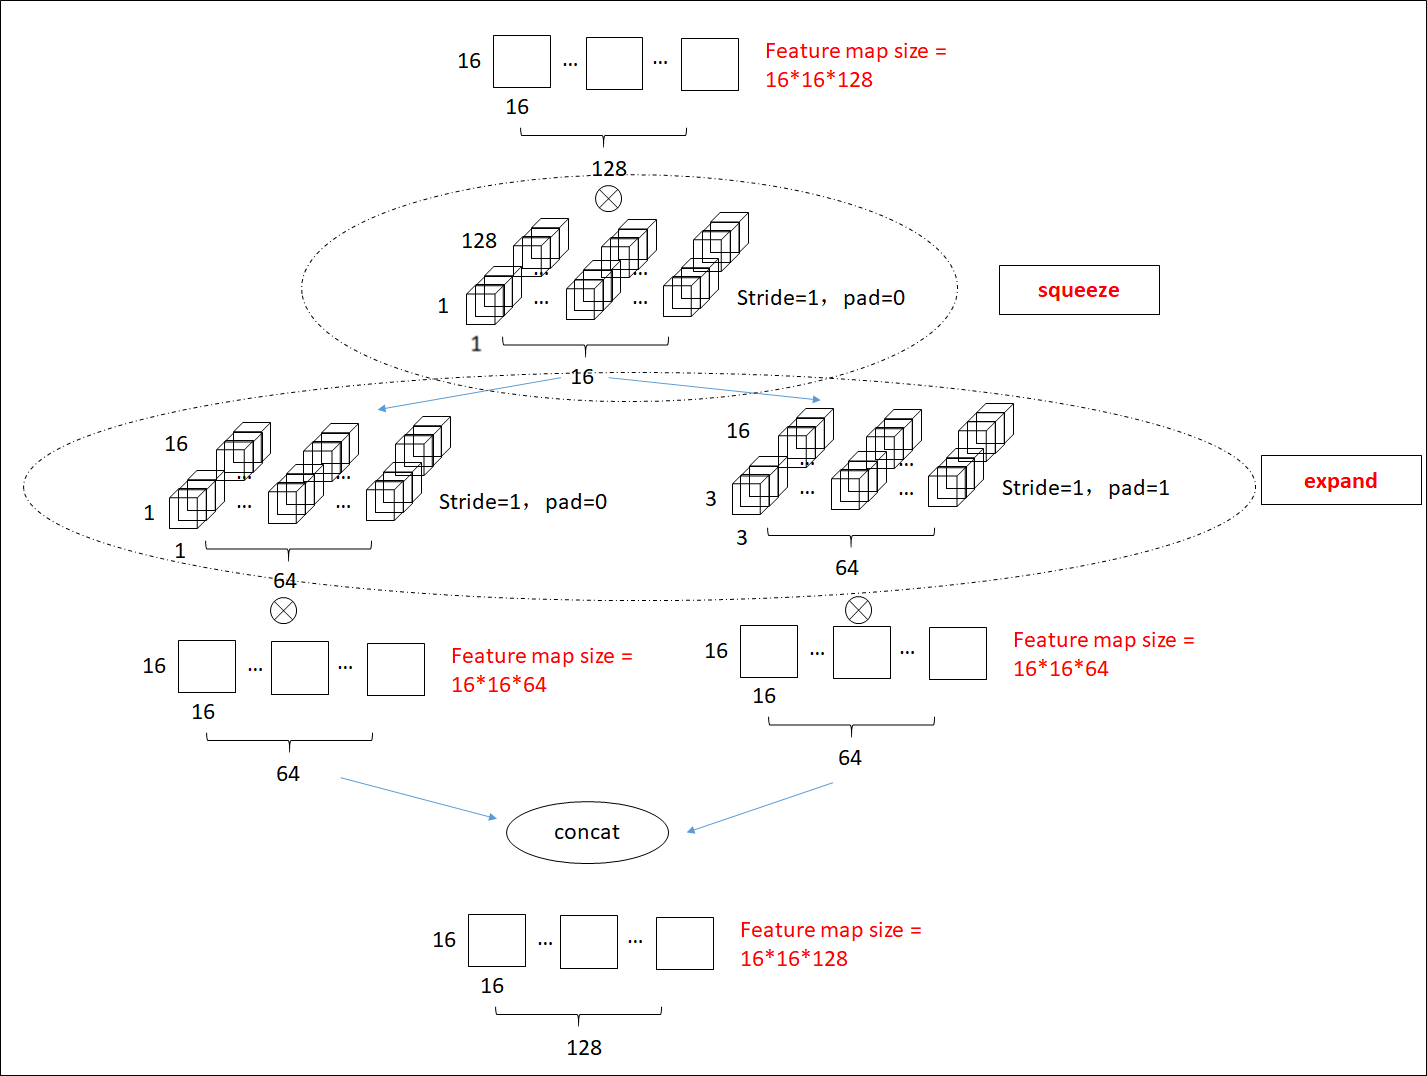 16 ... ... Feature map size =
16*16*128
16
128
128
... ...
1 ... ... Stride=1，pad=0
squeeze
1
16
16
... ...
1 ... ... Stride=1，pad=0
1
64
16
... ...
3 ... ... Stride=1，pad=1
3
64
expand
16 ... ... Feature map size =
16*16*64
16
64
16 ... ... Feature map size =
16*16*64
16
64
concat
16 ... ... Feature map size =
16*16*128
16
128